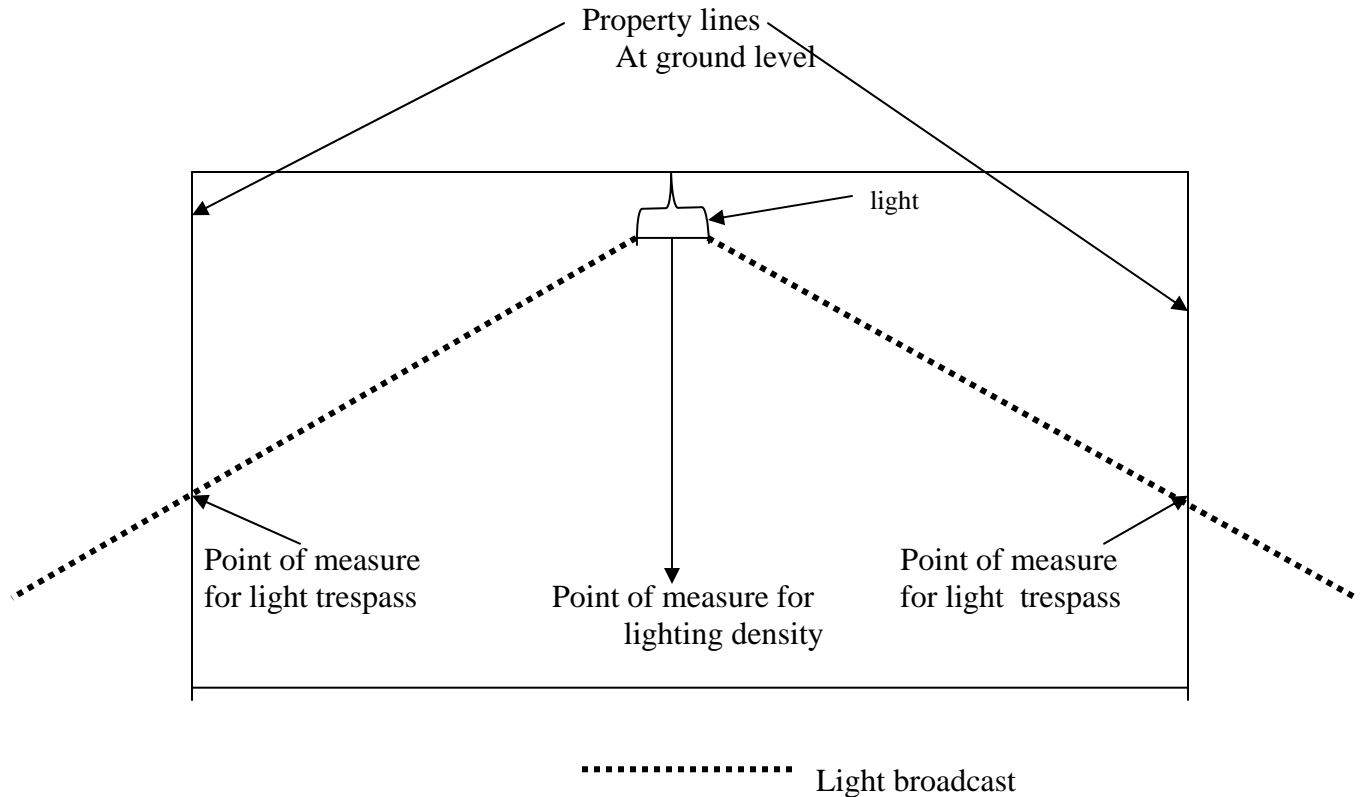 Property lines
At ground level
light
Point of measure
for light trespass
Point of measure for
lighting density
Point of measure
for light trespass
Light broadcast